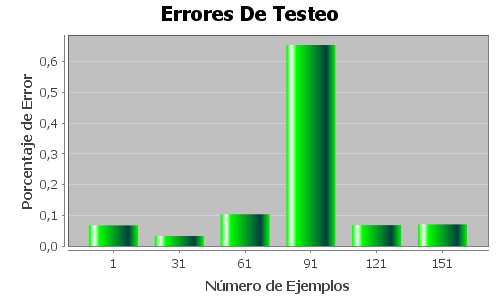 Errores De Testeo
Porcentaje de Error
0,6
0,5
0,4
0,3
0,2
0,1
0,0
1 31 61 91 121 151
Número de Ejemplos